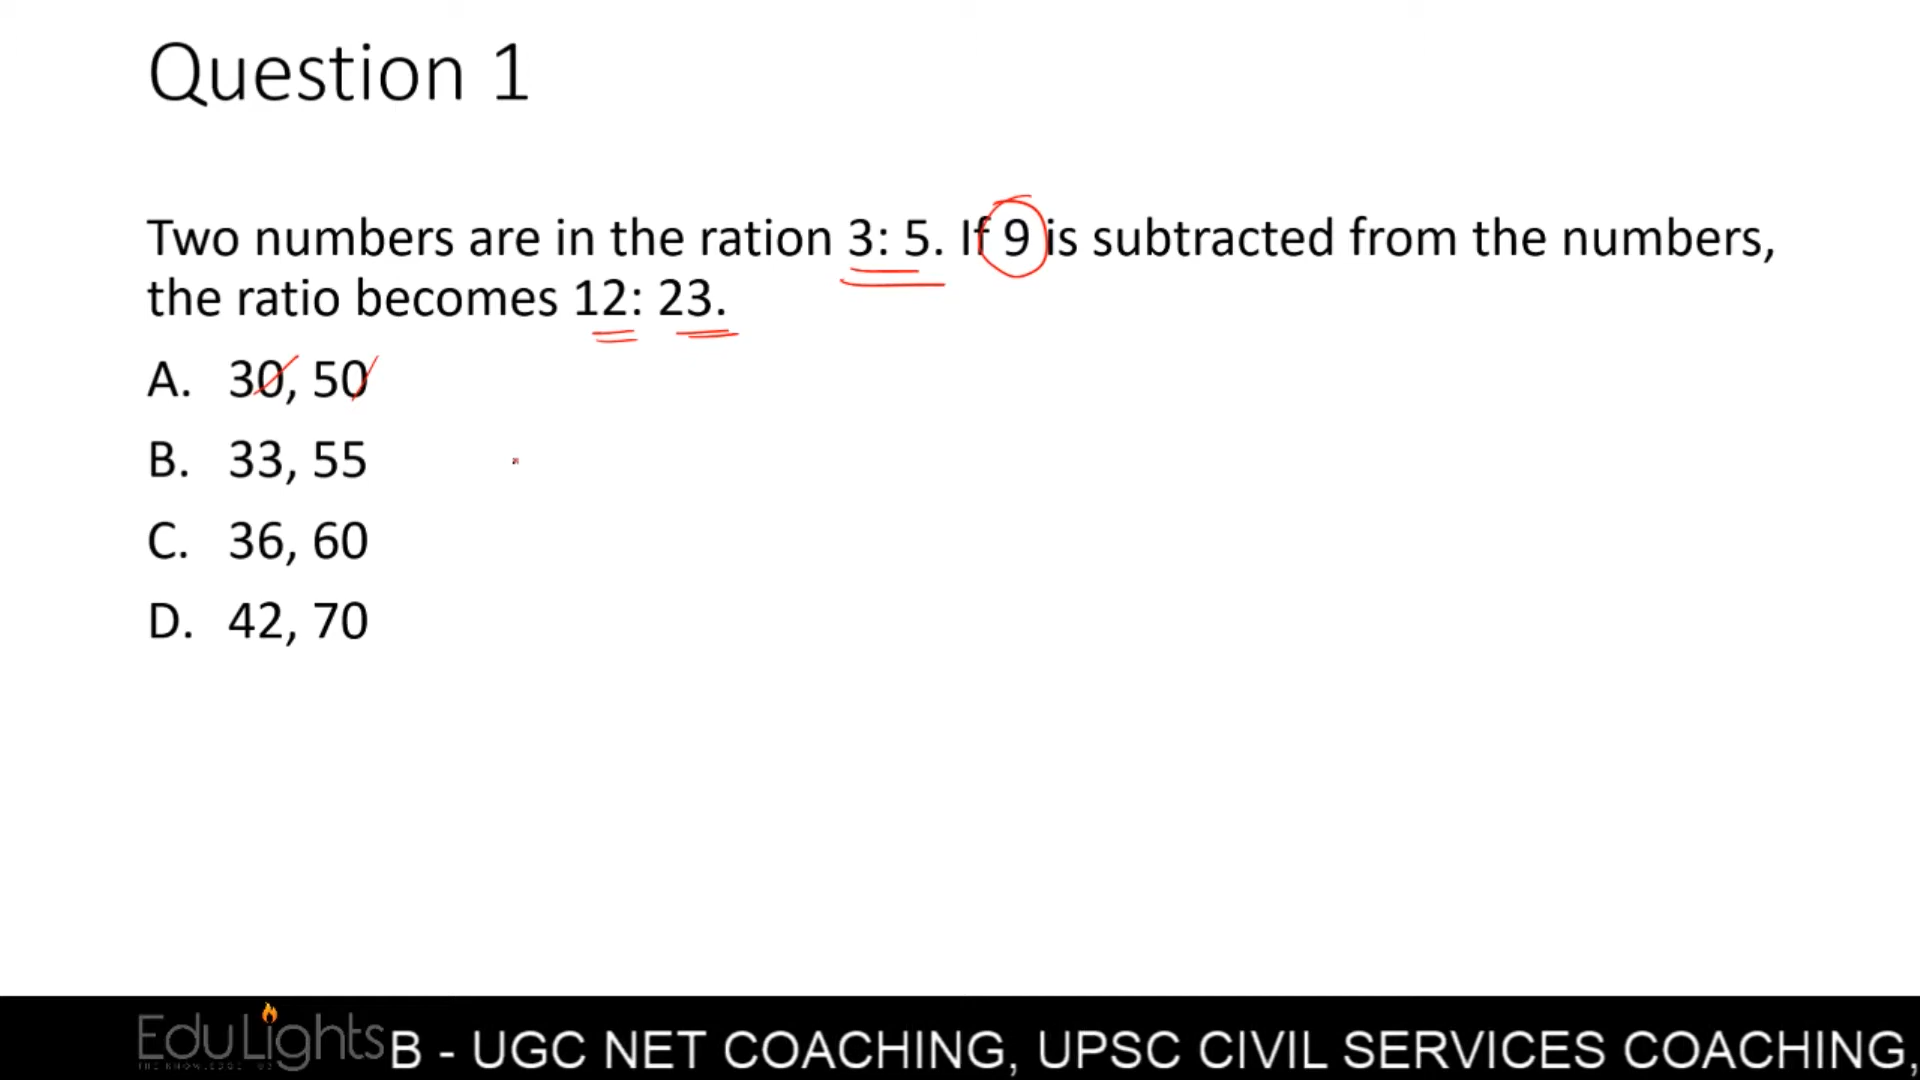 Question 1
Two numbers are in the ration 3: 5. If 9 is subtracted from the numbers,
the ratio becomes 12: 23.
A. 30, 50
B. 33, 55
C. 36, 60
D. 42, 70
EduLights
B - UGC NET COACHING, UPSC CIVIL SERVICES COACHING,